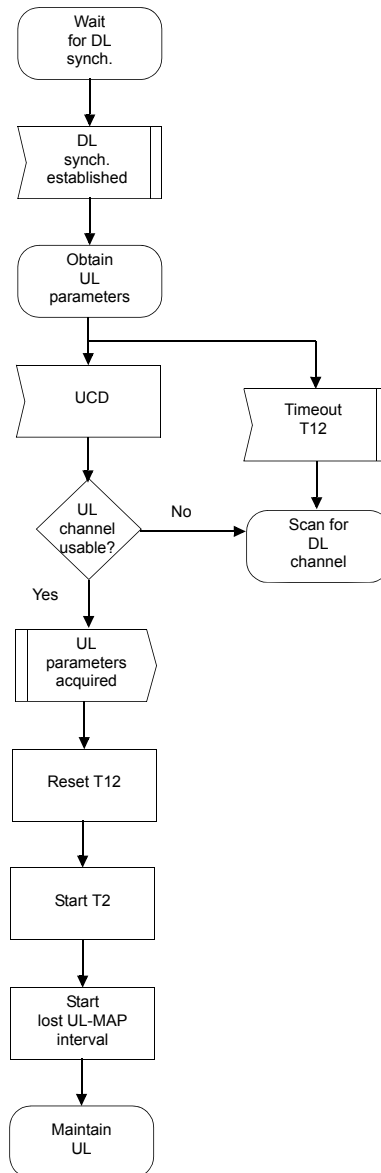 Wait
for DL
synch.
DL
synch.
established
Obtain
UL
parameters
UCD
Timeout
T12
UL
channel
usable?
No
Scan for
DL
channel
Yes
UL
parameters
acquired
Reset T12
Start T2
Start
lost UL-MAP
interval
Maintain
UL